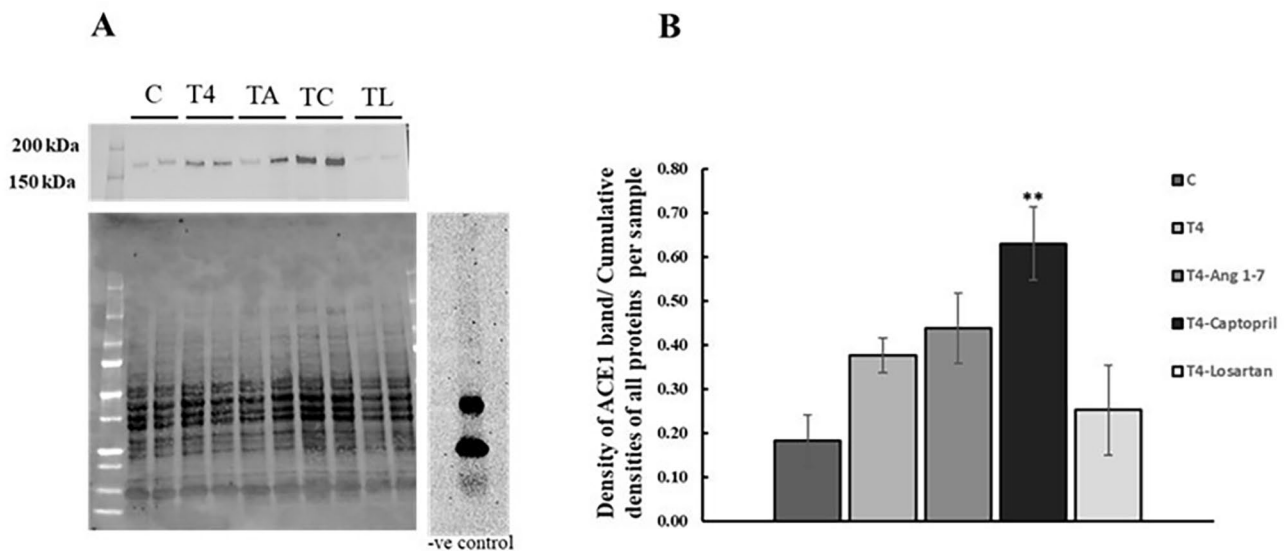 A
C T4 TA TC TL
200 kDa
150 kDa
-ve control
B
Density of ACE1 band/ Cumulative
densities of all proteins per sample
0.80
0.70
0.60
0.50
0.40
0.30
0.20
0.10
0.00
**
C
T4
T4-Ang 1-7
T4-Captopril
T4-Losartan